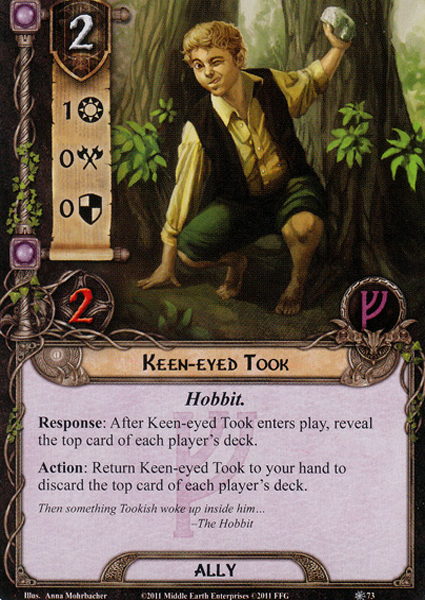 2
1
0
0
2
KEEN-EYED TOOK
Hobbit.
Response: After Keen-eyed Took enters play, reveal
the top card of each player's deck.
Action: Return Keen-eyed Took to your hand to
discard the top card of each player's deck.
Then something Tookish woke up inside him…
–The Hobbit
ALLY
Illus. Anna Mohrbacher ©2011 Middle Earth Enterprises ©2011 FFG 73